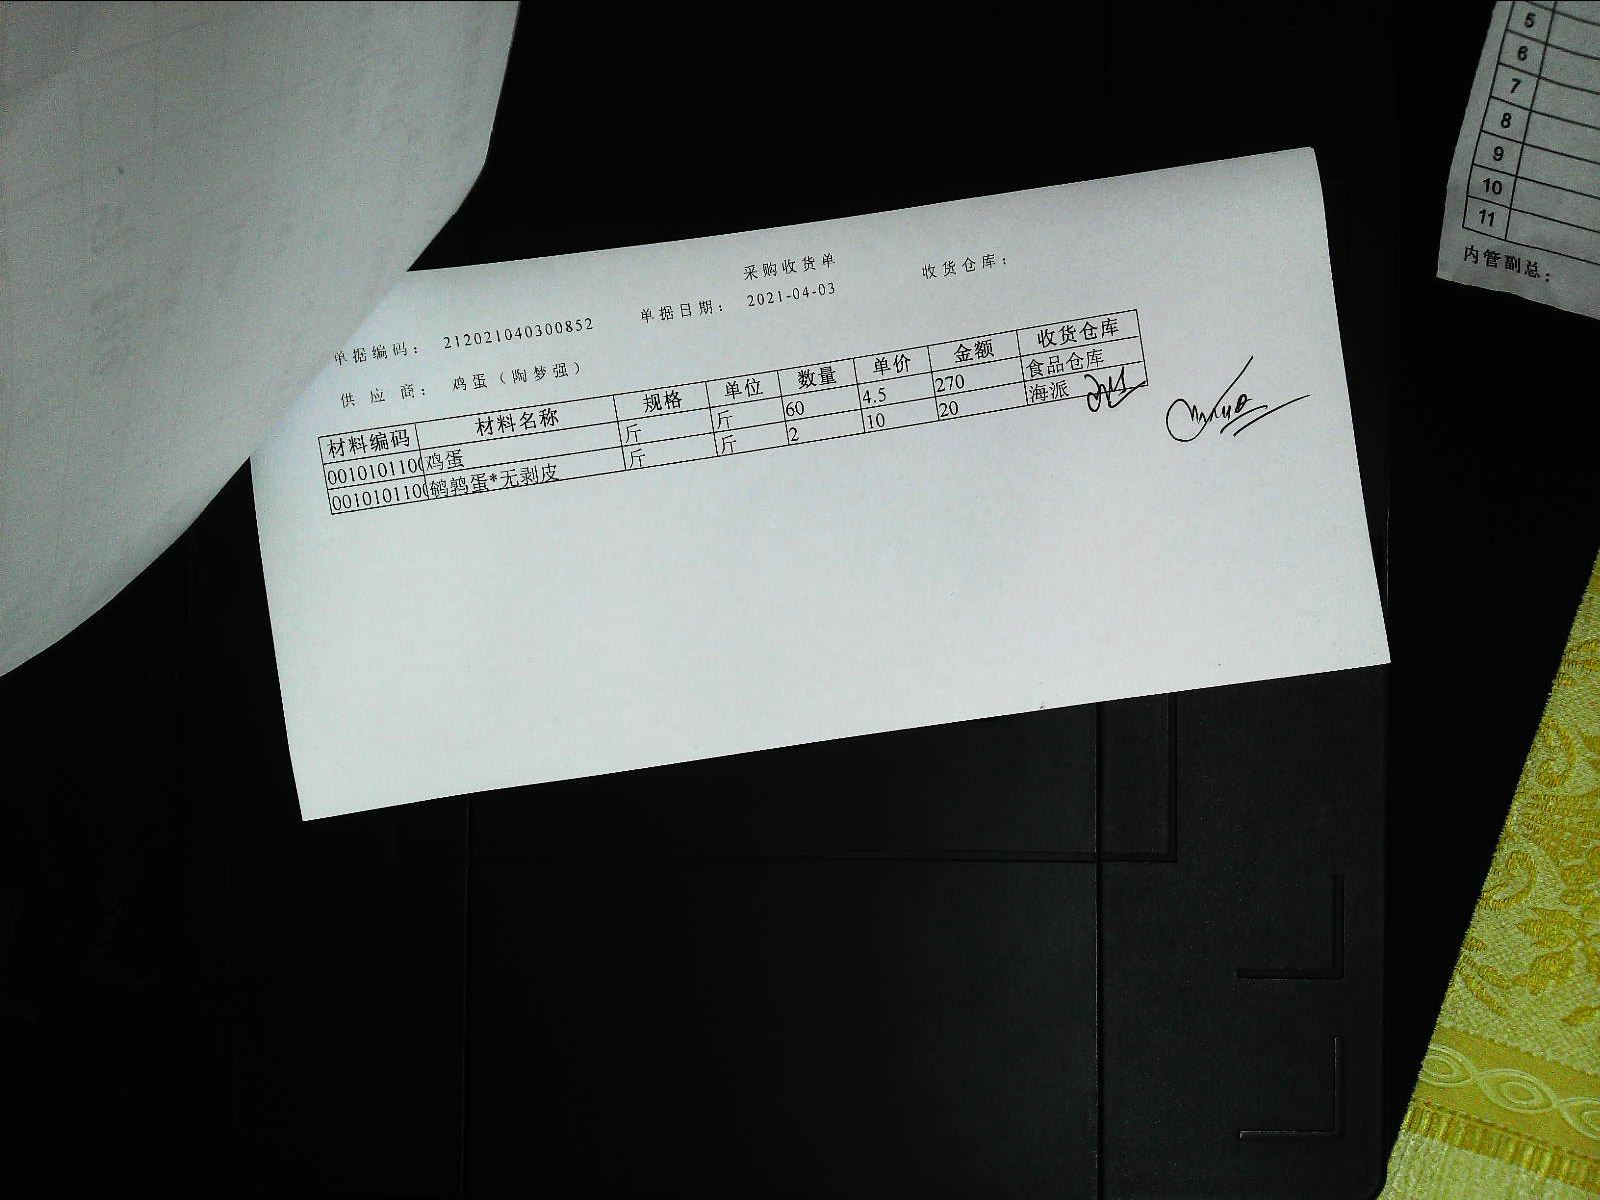 采购收货单
单据编码： 212021040300852 单据日期： 2021-04-03 收货仓库：
供 应 商： 鸡蛋（陶梦强）
材料编码 材料名称 规格 单位 数量 单价 金额 收货仓库
0010101100 鸡蛋 斤 斤 60 4.5 270 食品仓库
0010101100 鹌鹑蛋*无剥皮 斤 斤 2 10 20 海派
5
6
7
8
9
10
11
内管副总：